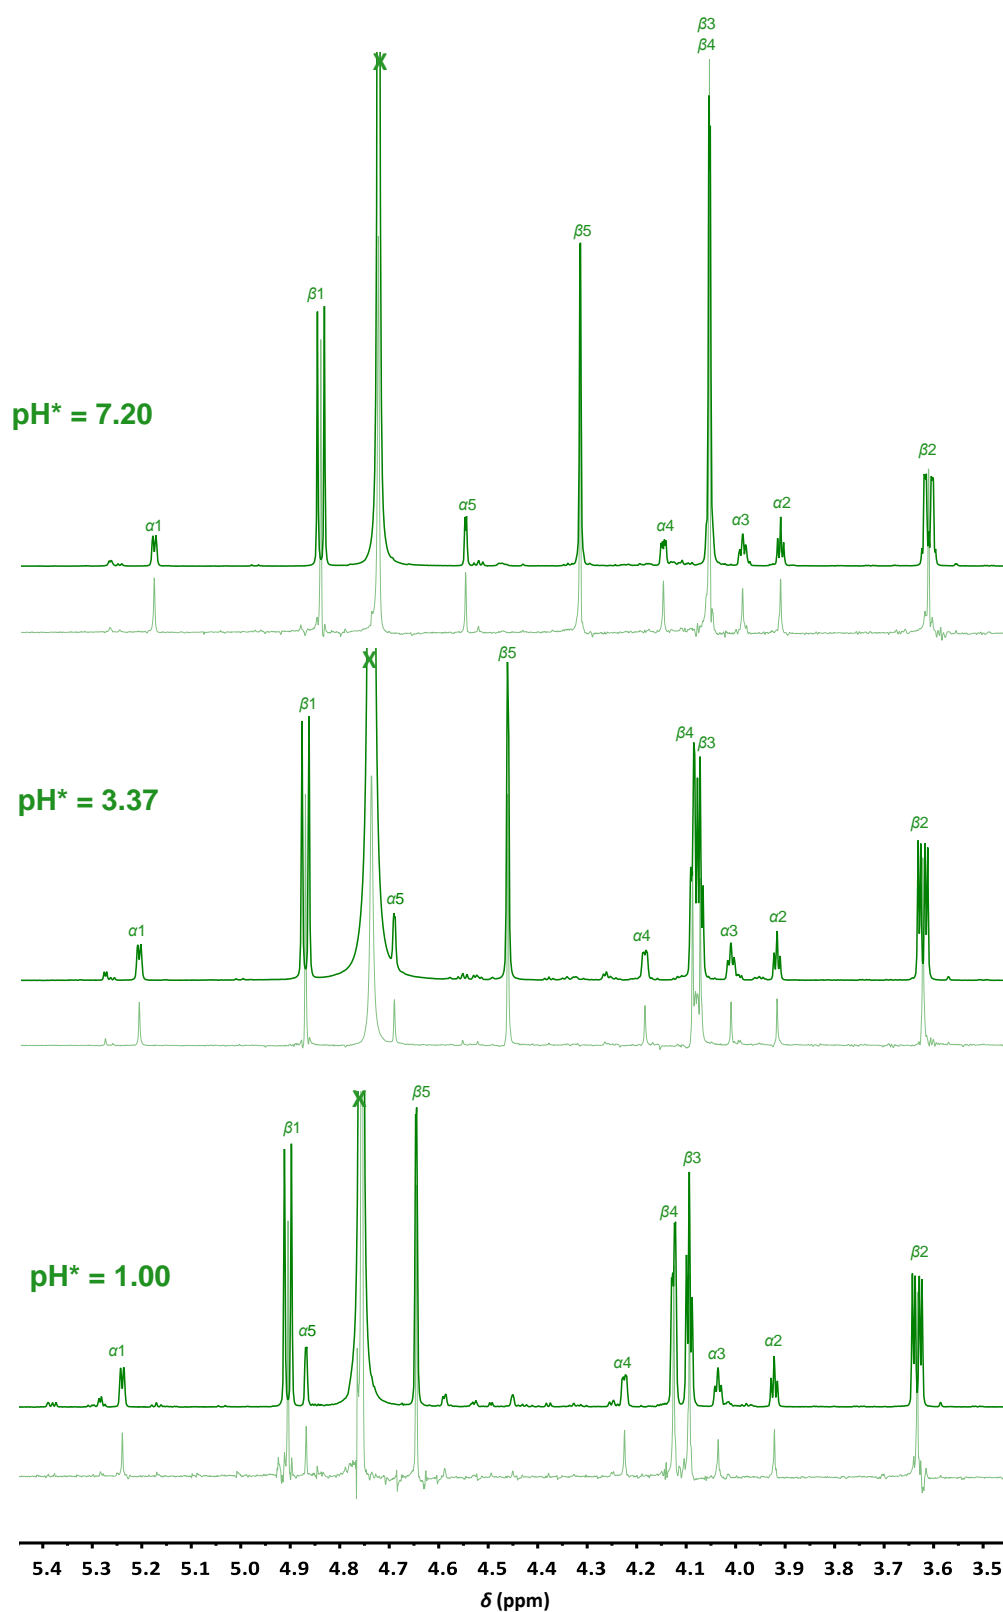 β3
β4
X
β5
β1
pH* = 7.20
β2
α1
α5
α4
α3
α2
X
β5
β1
β4
β3
pH* = 3.37
β2
α5
α1
α4
α3
α2
X
β5
β1
β3
β4
β2
pH* = 1.00
α1
α5
α4
α3
α2
5.4 5.3 5.2 5.1 5.0 4.9 4.8 4.7 4.6 4.5 4.4 4.3 4.2 4.1 4.0 3.9 3.8 3.7 3.6 3.5
δ (ppm)